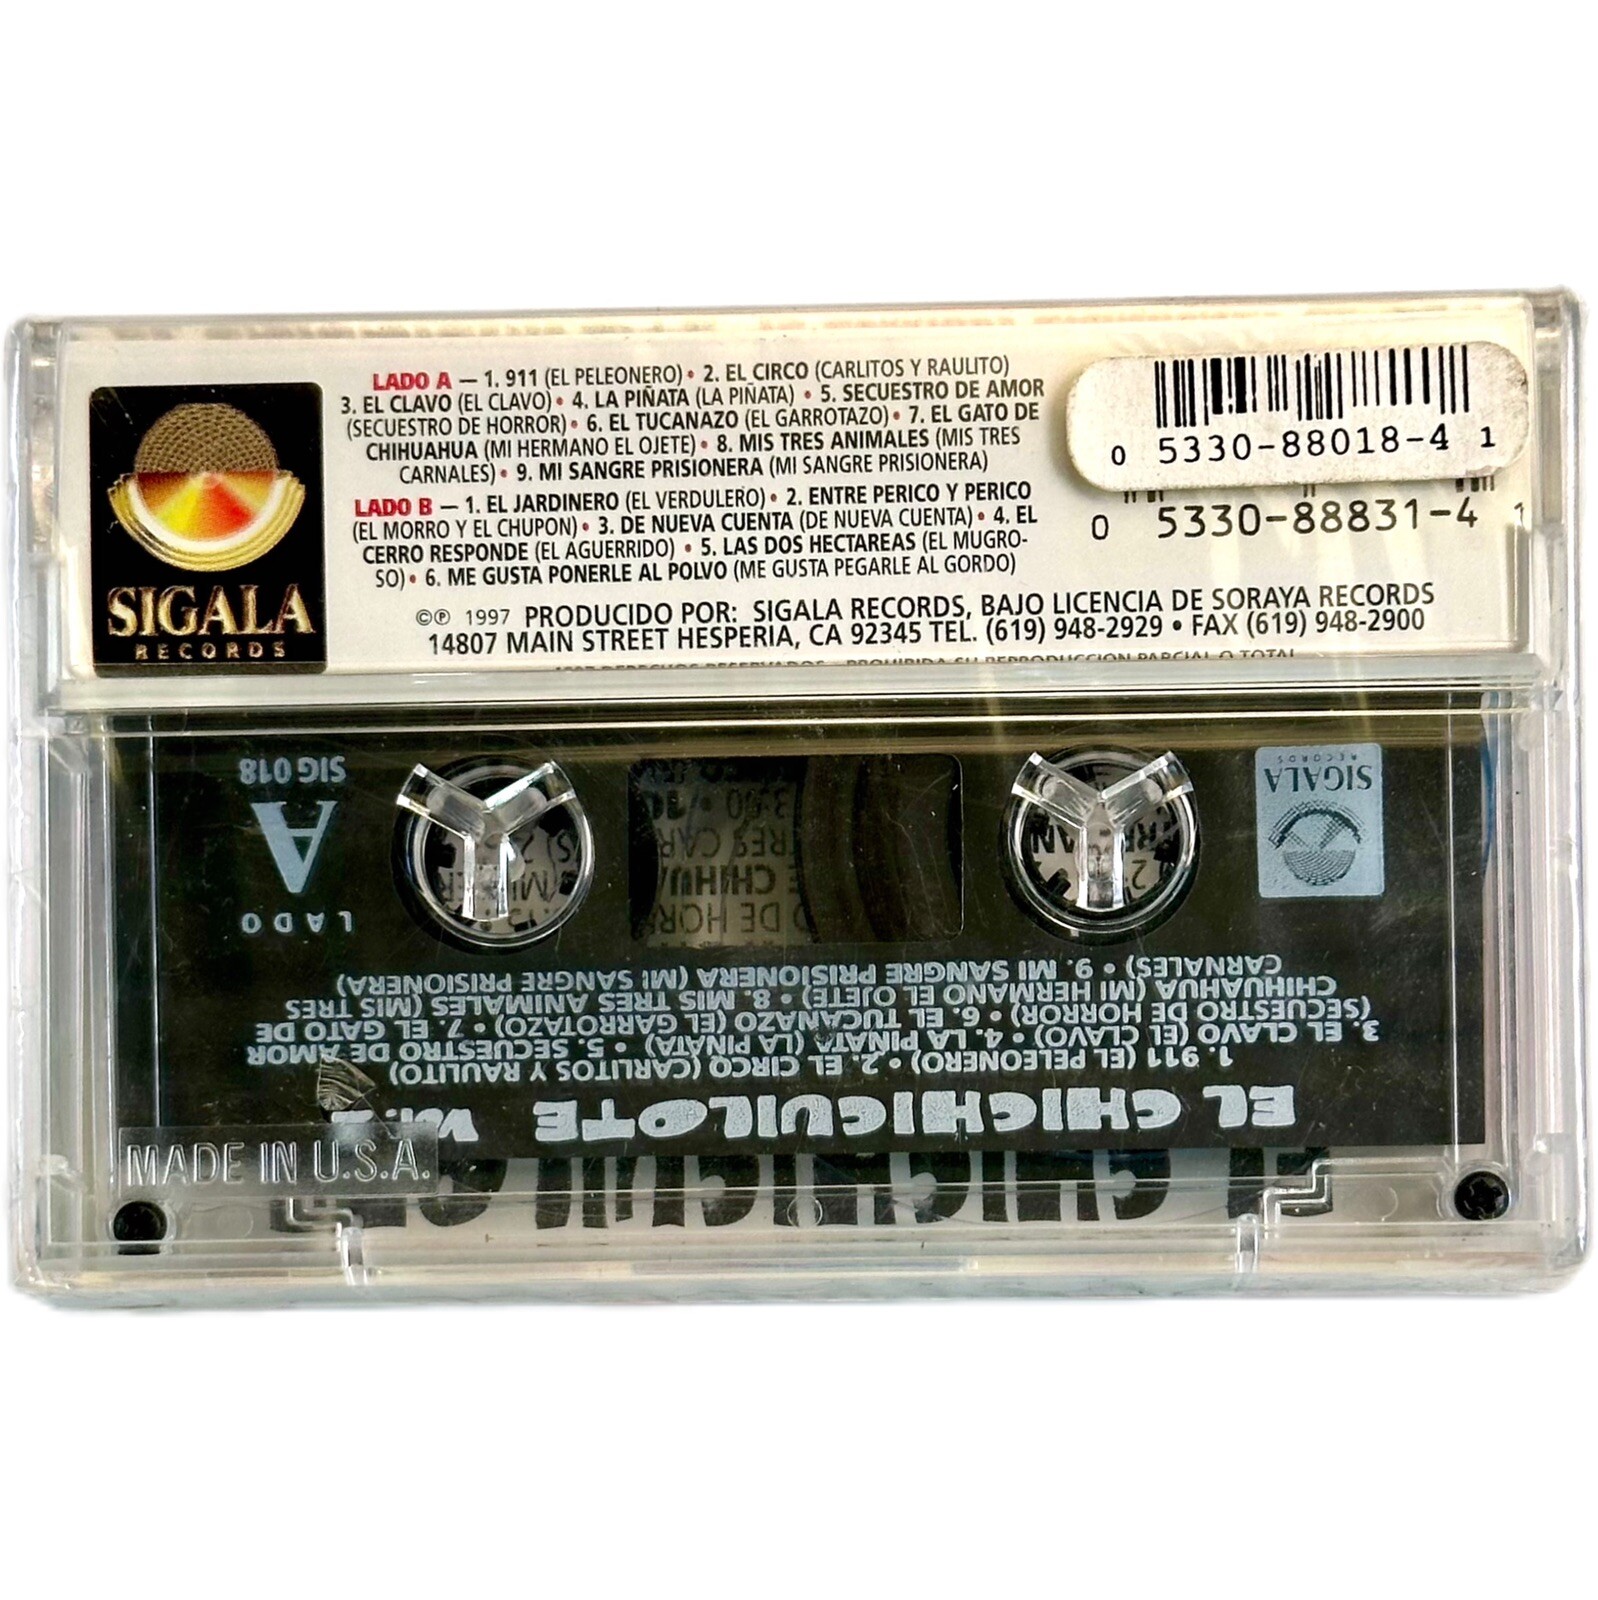 LADO A — 1. 911 (EL PELEONERO) • 2. EL CIRCO (CARLITOS Y RAULITO)
3. EL CLAVO (EL CLAVO) • 4. LA PIÑATA (LA PIÑATA) • 5. SECUESTRO DE AMOR
(SECUESTRO DE HORROR) • 6. EL TUCANAZO (EL GARROTAZO) • 7. EL GATO DE
CHIHUAHUA (MI HERMANO EL OJETE) • 8. MIS TRES ANIMALES (MIS TRES
CARNALES) • 9. MI SANGRE PRISIONERA (MI SANGRE PRISIONERA)
LADO B — 1. EL JARDINERO (EL VERDULERO) • 2. ENTRE PERICO Y PERICO
(EL MORRO Y EL CHUPON) • 3. DE NUEVA CUENTA (DE NUEVA CUENTA) • 4. EL
CERRO RESPONDE (EL AGUERRIDO) • 5. LAS DOS HECTAREAS (EL MUGRO-
SO) • 6. ME GUSTA PONERLE AL POLVO (ME GUSTA PEGARLE AL GORDO)
©℗ 1997 PRODUCIDO POR: SIGALA RECORDS, BAJO LICENCIA DE SORAYA RECORDS
14807 MAIN STREET HESPERIA, CA 92345 TEL. (619) 948-2929 • FAX (619) 948-2900
1997 DERECHOS RESERVADOS - PROHIBIDA SU REPRODUCCION PARCIAL O TOTAL
SIGALA
RECORDS
0 5330-88018-4 1
0 5330-88831-4 1
SIGALA
RECORDS
LADO
A
SIG 018
EL CHICHICUILOTE
1. 911 (EL PELEONERO) • 2. EL CIRCO (CARLITOS Y RAULITO)
3. EL CLAVO (EL CLAVO) • 4. LA PIÑATA (LA PIÑATA) • 5. SECUESTRO DE AMOR
(SECUESTRO DE HORROR) • 6. EL TUCANAZO (EL GARROTAZO) • 7. EL GATO DE
CHIHUAHUA (MI HERMANO EL OJETE) • 8. MIS TRES ANIMALES (MIS TRES
CARNALES) • 9. MI SANGRE PRISIONERA (MI SANGRE PRISIONERA)
MADE IN U.S.A.